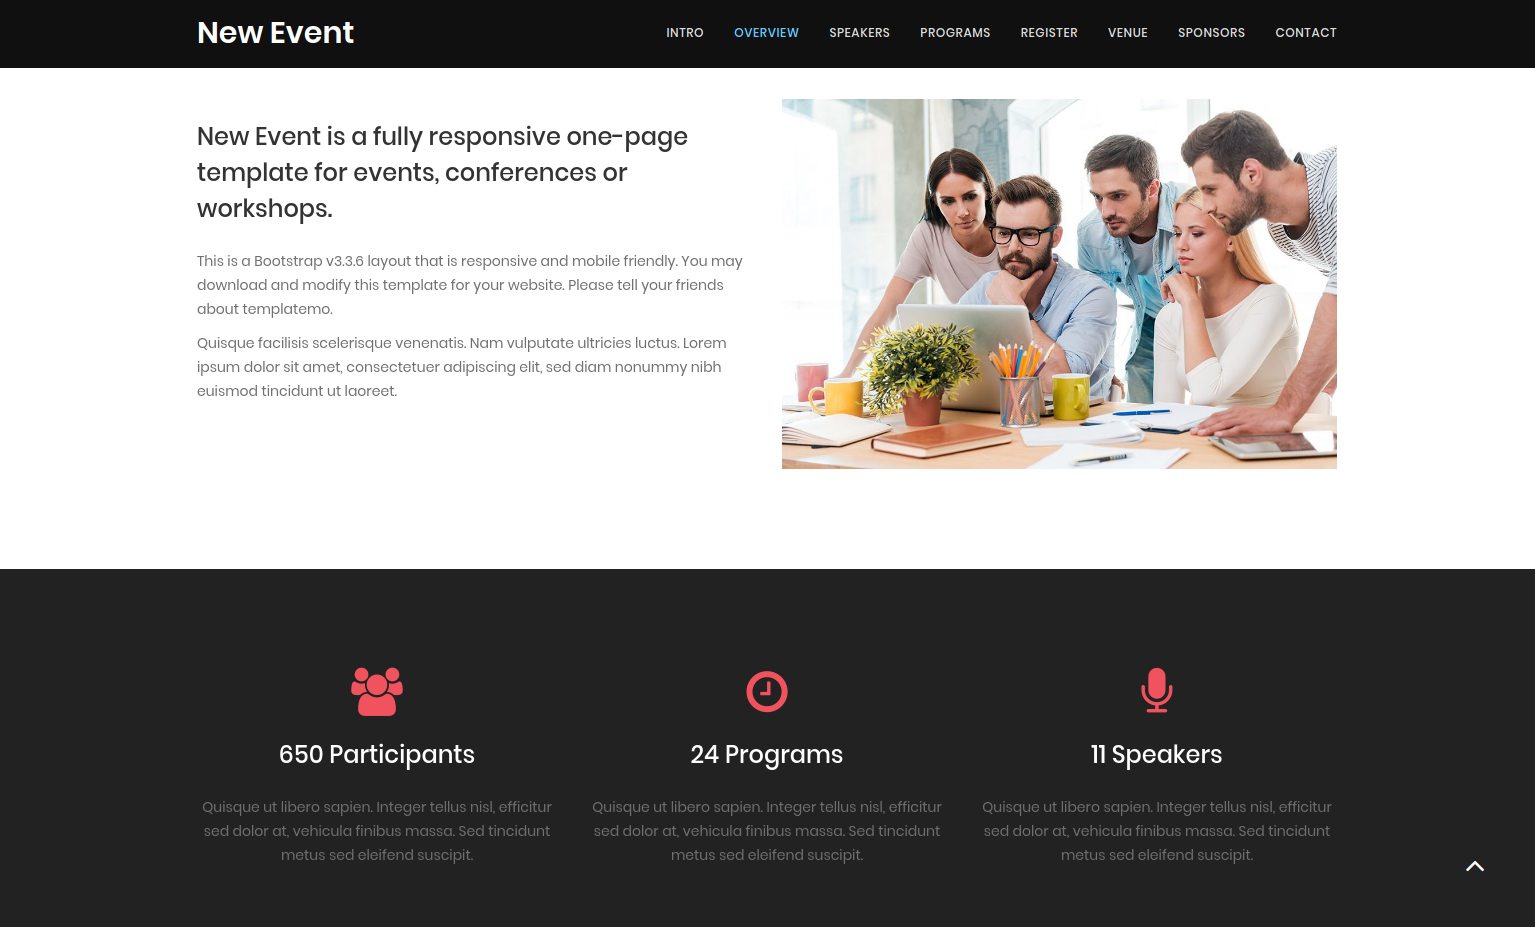 New Event
INTRO OVERVIEW SPEAKERS PROGRAMS REGISTER VENUE SPONSORS CONTACT
New Event is a fully responsive one-page
template for events, conferences or
workshops.
This is a Bootstrap v3.3.6 layout that is responsive and mobile friendly. You may
download and modify this template for your website. Please tell your friends
about templatemo.
Quisque facilisis scelerisque venenatis. Nam vulputate ultricies luctus. Lorem
ipsum dolor sit amet, consectetuer adipiscing elit, sed diam nonummy nibh
euismod tincidunt ut laoreet.
650 Participants
Quisque ut libero sapien. Integer tellus nisl, efficitur
sed dolor at, vehicula finibus massa. Sed tincidunt
metus sed eleifend suscipit.
24 Programs
Quisque ut libero sapien. Integer tellus nisl, efficitur
sed dolor at, vehicula finibus massa. Sed tincidunt
metus sed eleifend suscipit.
11 Speakers
Quisque ut libero sapien. Integer tellus nisl, efficitur
sed dolor at, vehicula finibus massa. Sed tincidunt
metus sed eleifend suscipit.